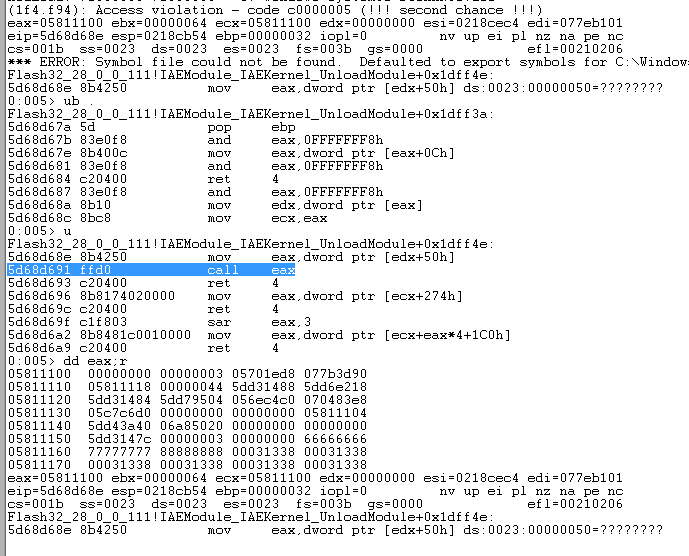 (1f4.f94): Access violation - code c0000005 (!!! second chance !!!)
eax=05811100 ebx=00000064 ecx=05811100 edx=00000000 esi=0218cec4 edi=077eb101
eip=5d68d68e esp=0218cb54 ebp=00000032 iopl=0 nv up ei pl nz na pe nc
cs=001b ss=0023 ds=0023 es=0023 fs=003b gs=0000 efl=00210206
*** ERROR: Symbol file could not be found. Defaulted to export symbols for C:\Window
Flash32_28_0_0_111!IAEModule_IAEKernel_UnloadModule+0x1dff4e:
5d68d68e 8b4250 mov eax,dword ptr [edx+50h] ds:0023:00000050=????????
0:005> ub .
Flash32_28_0_0_111!IAEModule_IAEKernel_UnloadModule+0x1dff3a:
5d68d67a 5d pop ebp
5d68d67b 83e0f8 and eax,0FFFFFFF8h
5d68d67e 8b400c mov eax,dword ptr [eax+0Ch]
5d68d681 83e0f8 and eax,0FFFFFFF8h
5d68d684 c20400 ret 4
5d68d687 83e0f8 and eax,0FFFFFFF8h
5d68d68a 8b10 mov edx,dword ptr [eax]
5d68d68c 8bc8 mov ecx,eax
0:005> u
Flash32_28_0_0_111!IAEModule_IAEKernel_UnloadModule+0x1dff4e:
5d68d68e 8b4250 mov eax,dword ptr [edx+50h]
5d68d691 ffd0 call eax
5d68d693 c20400 ret 4
5d68d696 8b8174020000 mov eax,dword ptr [ecx+274h]
5d68d69c c20400 ret 4
5d68d69f c1f803 sar eax,3
5d68d6a2 8b8481c0010000 mov eax,dword ptr [ecx+eax*4+1C0h]
5d68d6a9 c20400 ret 4
0:005> dd eax;r
05811100 00000000 00000003 05701ed8 077b3d90
05811110 05811118 00000044 5dd31488 5dd6e218
05811120 5dd31484 5dd79504 056ec4c0 070483e8
05811130 05c7c6d0 00000000 00000000 05811104
05811140 5dd43a40 06a85020 00000000 00000000
05811150 5dd3147c 00000003 00000000 66666666
05811160 77777777 88888888 00031338 00031338
05811170 00031338 00031338 00031338 00031338
eax=05811100 ebx=00000064 ecx=05811100 edx=00000000 esi=0218cec4 edi=077eb101
eip=5d68d68e esp=0218cb54 ebp=00000032 iopl=0 nv up ei pl nz na pe nc
cs=001b ss=0023 ds=0023 es=0023 fs=003b gs=0000 efl=00210206
Flash32_28_0_0_111!IAEModule_IAEKernel_UnloadModule+0x1dff4e:
5d68d68e 8b4250 mov eax,dword ptr [edx+50h] ds:0023:00000050=????????